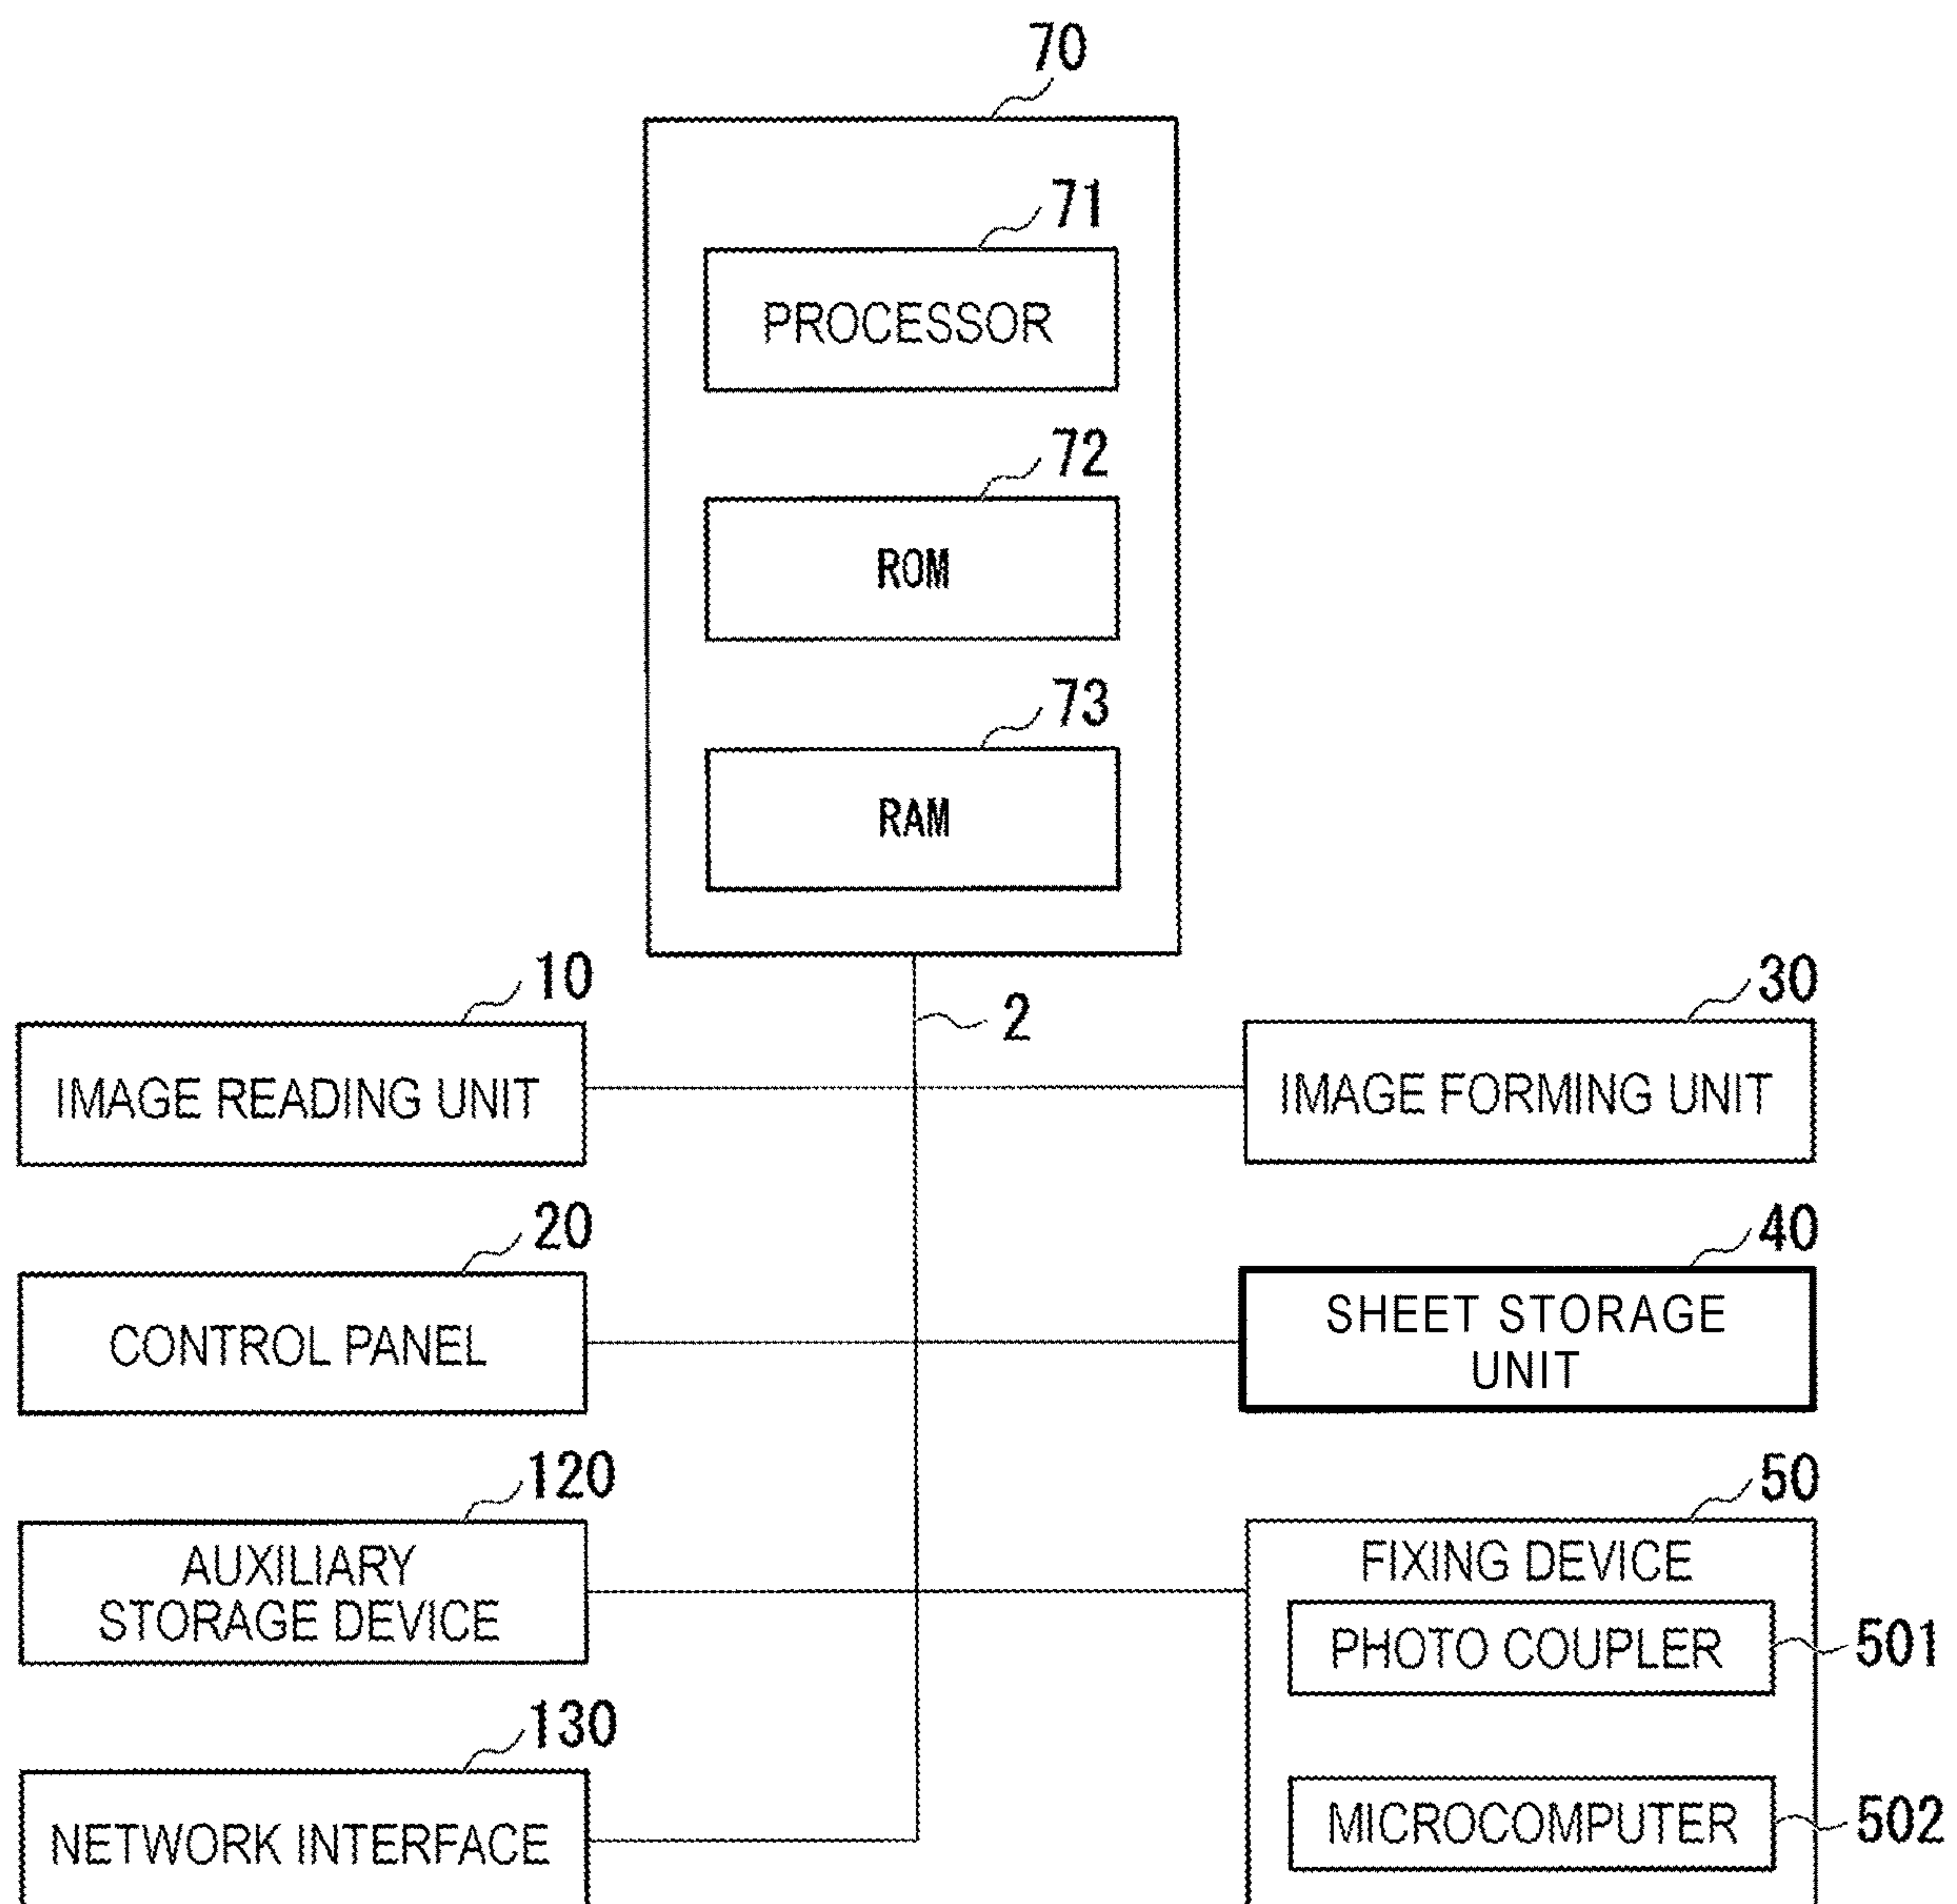 70
71
PROCESSOR
72
ROM
73
RAM
10
2
30
IMAGE READING UNIT
IMAGE FORMING UNIT
20
40
CONTROL PANEL
SHEET STORAGE
UNIT
120
50
AUXILIARY
STORAGE DEVICE
FIXING DEVICE
PHOTO COUPLER
501
130
NETWORK INTERFACE
MICROCOMPUTER
502